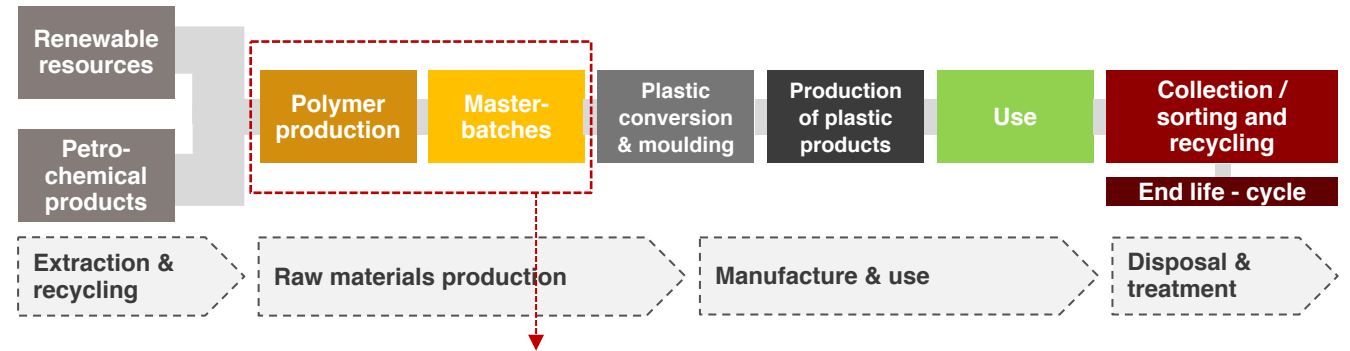 Renewable
resources
Petro-
chemical
products
Polymer
production
Master-
batches
Plastic
conversion
& moulding
Production
of plastic
products
Use
Collection /
sorting and
recycling
End life - cycle
Extraction &
recycling
Raw materials production
Manufacture & use
Disposal &
treatment